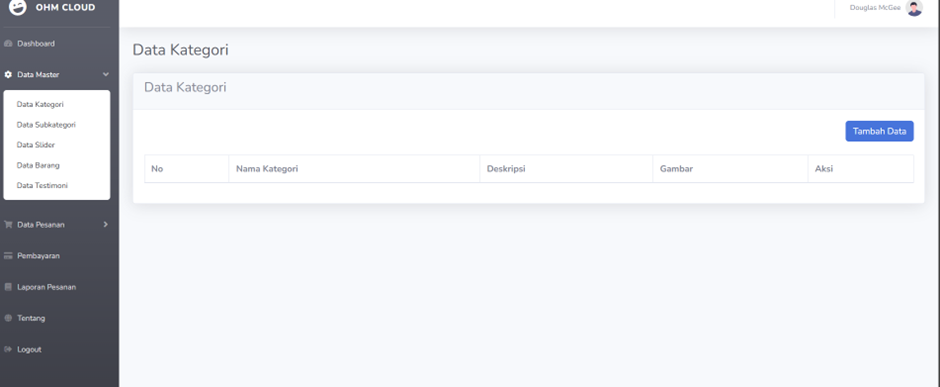 OHM CLOUD
Douglas McGee
Dashboard
Data Master
Data Kategori
Data Subkategori
Data Slider
Data Barang
Data Testimoni
Data Pesanan
Pembayaran
Laporan Pesanan
Tentang
Logout
Data Kategori
Data Kategori
Tambah Data
No Nama Kategori Deskripsi Gambar Aksi